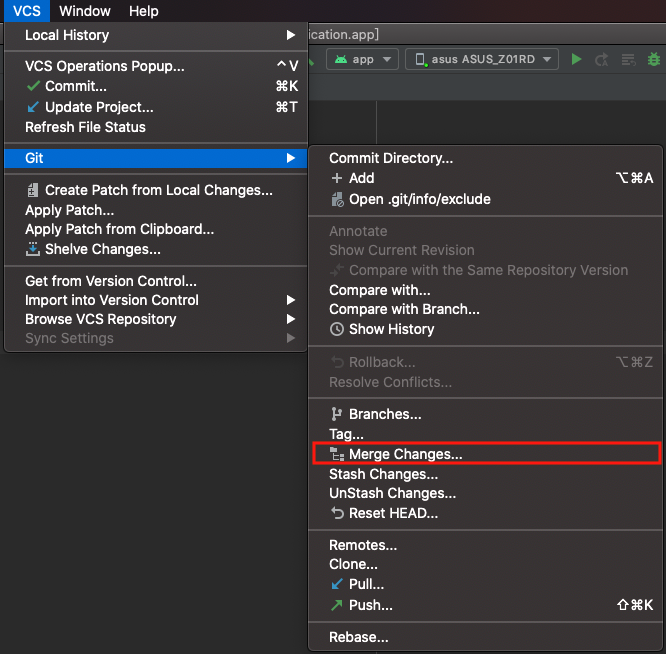 VCS Window Help
Local History
ication.app]
VCS Operations Popup... ^V
app
asus ASUS_Z01RD
Commit... ⌘K
Update Project... ⌘T
Refresh File Status
Git
Create Patch from Local Changes...
Apply Patch...
Apply Patch from Clipboard...
Shelve Changes...
Get from Version Control...
Import into Version Control
Browse VCS Repository
Sync Settings
Commit Directory...
Add ⌥⌘A
Open .git/info/exclude
Annotate
Show Current Revision
Compare with the Same Repository Version
Compare with...
Compare with Branch...
Show History
Rollback... ⌥⌘Z
Resolve Conflicts...
Branches...
Tag...
Merge Changes...
Stash Changes...
UnStash Changes...
Reset HEAD...
Remotes...
Clone...
Pull...
Push... ⇧⌘K
Rebase...